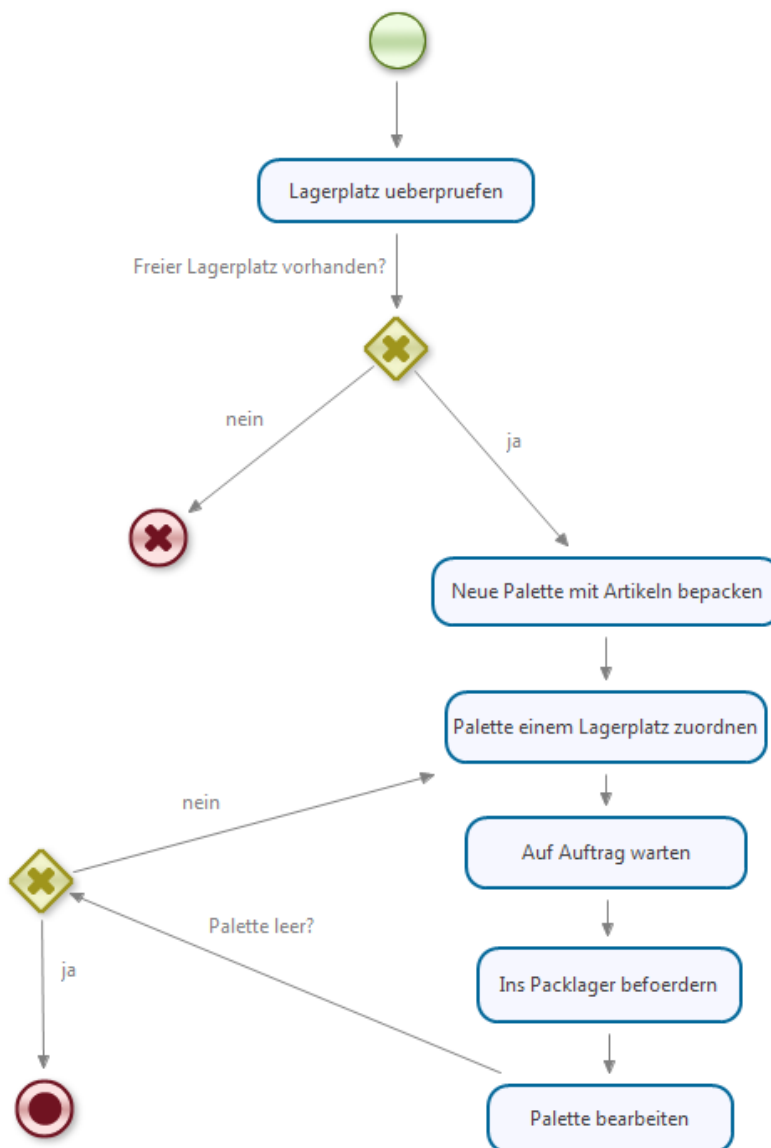 Lagerplatz ueberpruefen
Freier Lagerplatz vorhanden?
nein
ja
Neue Palette mit Artikeln bepacken
Palette einem Lagerplatz zuordnen
nein
Auf Auftrag warten
Palette leer?
ja
Ins Packlager befoerdern
Palette bearbeiten